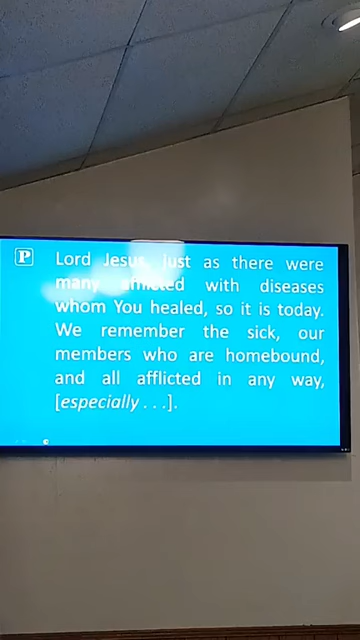 P Lord Jesus, just as there were
many afflicted with diseases
whom You healed, so it is today.
We remember the sick, our
members who are homebound,
and all afflicted in any way,
[especially . . .].